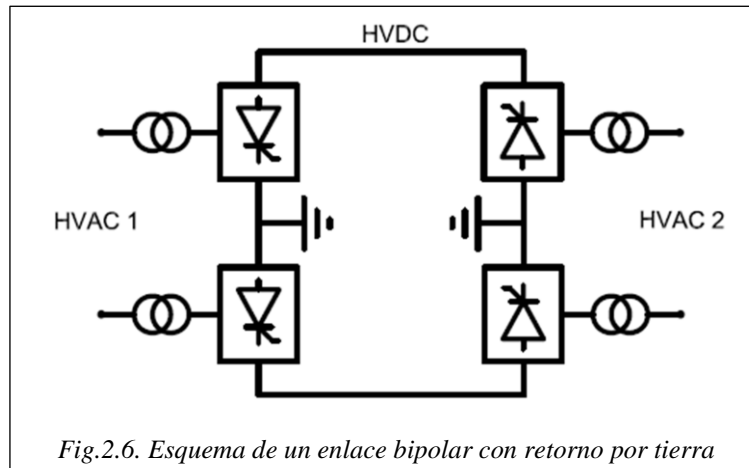 HVDC
HVAC 1
HVAC 2
Fig.2.6. Esquema de un enlace bipolar con retorno por tierra